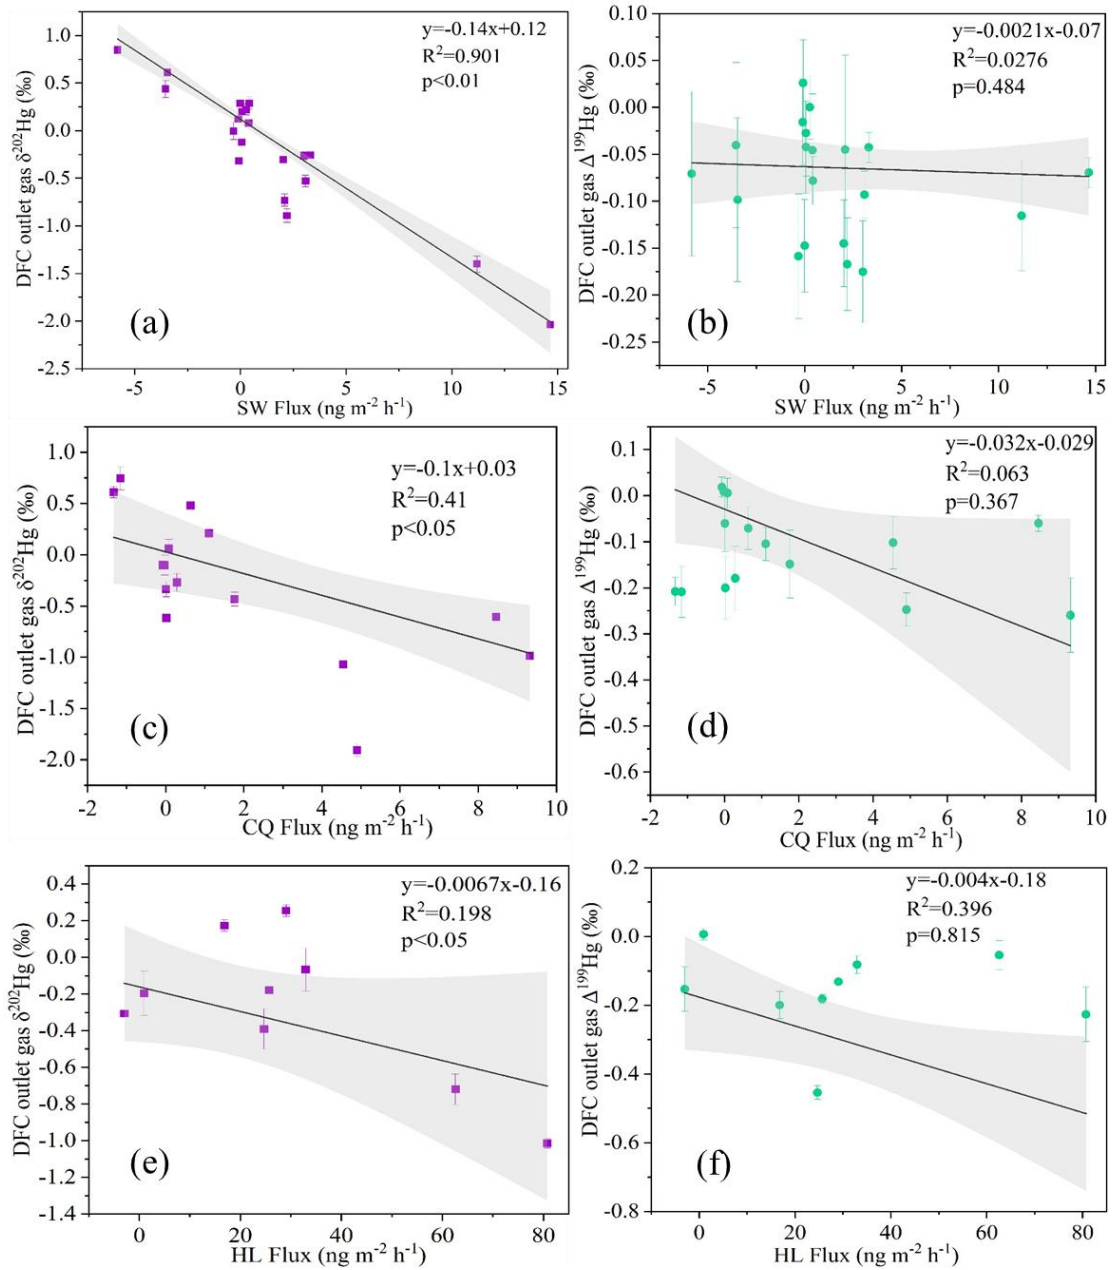 y=-0.14x+0.12
R²=0.901
p<0.01
1.0
0.5
0.0
-0.5
-1.0
-1.5
-2.0
-2.5
DFC outlet gas δ²⁰²Hg (‰)
(a)
-5
0
5
10
15
SW Flux (ng m⁻² h⁻¹)
y=-0.0021x-0.07
R²=0.0276
p=0.484
0.10
0.05
0.00
-0.05
-0.10
-0.15
-0.20
-0.25
DFC outlet gas Δ¹⁹⁹Hg (‰)
(b)
-5
0
5
10
15
SW Flux (ng m⁻² h⁻¹)
y=-0.1x+0.03
R²=0.41
p<0.05
1.0
0.5
0.0
-0.5
-1.0
-1.5
-2.0
DFC outlet gas δ²⁰²Hg (‰)
(c)
-2
0
2
4
6
8
10
CQ Flux (ng m⁻² h⁻¹)
y=-0.032x-0.029
R²=0.063
p=0.367
0.1
0.0
-0.1
-0.2
-0.3
-0.4
-0.5
-0.6
DFC outlet gas Δ¹⁹⁹Hg (‰)
(d)
-2
0
2
4
6
8
10
CQ Flux (ng m⁻² h⁻¹)
y=-0.0067x-0.16
R²=0.198
p<0.05
0.4
0.2
0.0
-0.2
-0.4
-0.6
-0.8
-1.0
-1.2
-1.4
DFC outlet gas δ²⁰²Hg (‰)
(e)
0
20
40
60
80
HL Flux (ng m⁻² h⁻¹)
y=-0.004x-0.18
R²=0.396
p=0.815
0.2
0.0
-0.2
-0.4
-0.6
-0.8
DFC outlet gas Δ¹⁹⁹Hg (‰)
(f)
0
20
40
60
80
HL Flux (ng m⁻² h⁻¹)